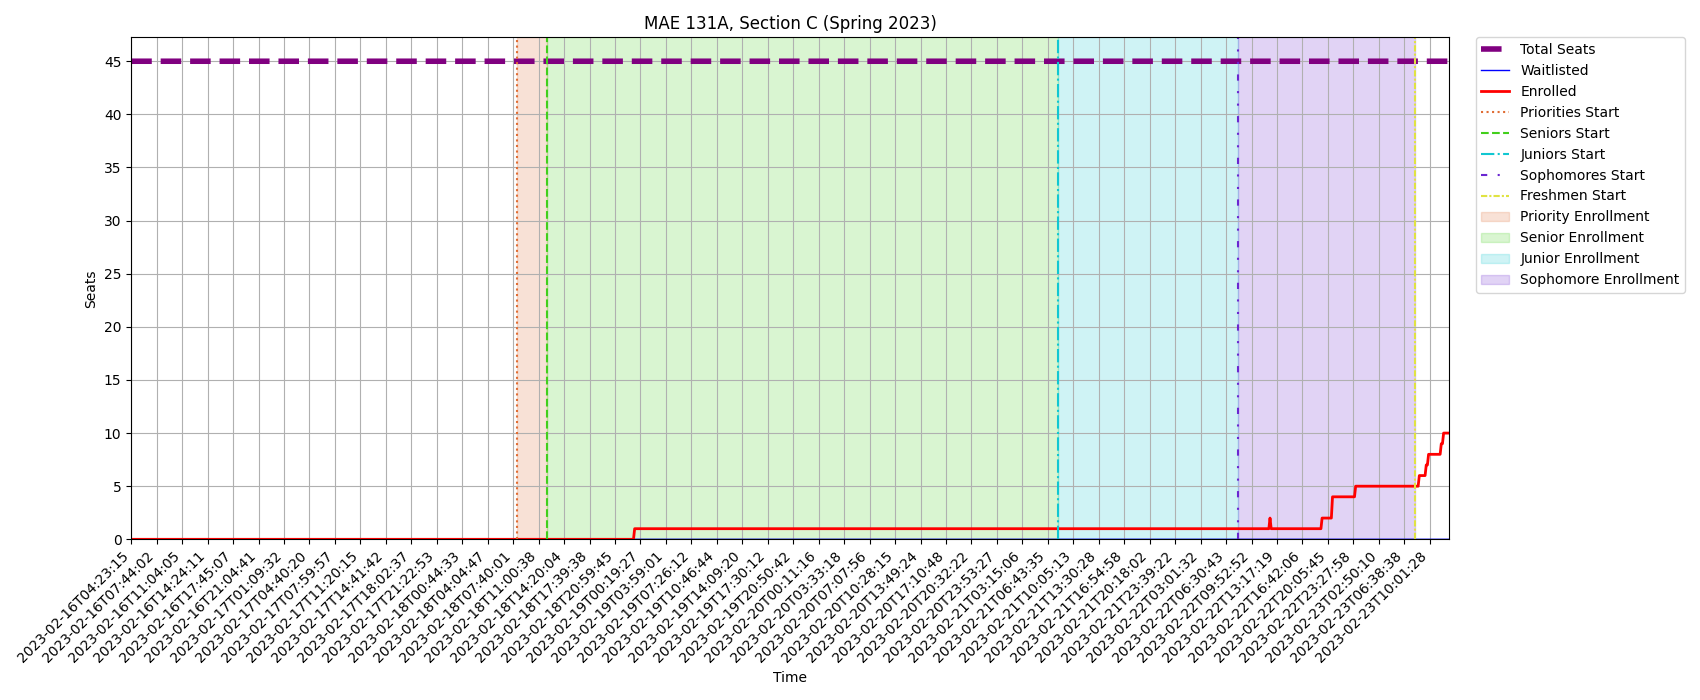 MAE 131A, Section C (Spring 2023)
Seats
45
40
35
30
25
20
15
10
5
0
2023-02-16T04:23:15
2023-02-16T07:44:02
2023-02-16T11:04:05
2023-02-16T14:24:11
2023-02-16T17:45:07
2023-02-16T21:04:41
2023-02-17T01:09:32
2023-02-17T04:40:20
2023-02-17T07:59:57
2023-02-17T11:20:15
2023-02-17T14:41:42
2023-02-17T18:02:37
2023-02-17T21:22:53
2023-02-18T00:44:33
2023-02-18T04:04:47
2023-02-18T07:40:01
2023-02-18T11:00:38
2023-02-18T14:20:04
2023-02-18T17:39:38
2023-02-18T20:59:45
2023-02-19T00:19:27
2023-02-19T03:59:01
2023-02-19T07:26:12
2023-02-19T10:46:44
2023-02-19T14:09:20
2023-02-19T17:30:12
2023-02-19T20:50:42
2023-02-20T00:11:16
2023-02-20T03:33:18
2023-02-20T07:07:56
2023-02-20T10:28:15
2023-02-20T13:49:24
2023-02-20T17:10:48
2023-02-20T20:32:22
2023-02-20T23:53:27
2023-02-21T03:15:06
2023-02-21T06:43:35
2023-02-21T10:05:13
2023-02-21T13:30:28
2023-02-21T16:54:58
2023-02-21T20:18:02
2023-02-21T23:39:22
2023-02-22T03:01:32
2023-02-22T06:30:43
2023-02-22T09:52:52
2023-02-22T13:17:19
2023-02-22T16:42:06
2023-02-22T20:05:45
2023-02-22T23:27:58
2023-02-23T02:50:10
2023-02-23T06:38:38
2023-02-23T10:01:28
Time
Total Seats
Waitlisted
Enrolled
Priorities Start
Seniors Start
Juniors Start
Sophomores Start
Freshmen Start
Priority Enrollment
Senior Enrollment
Junior Enrollment
Sophomore Enrollment